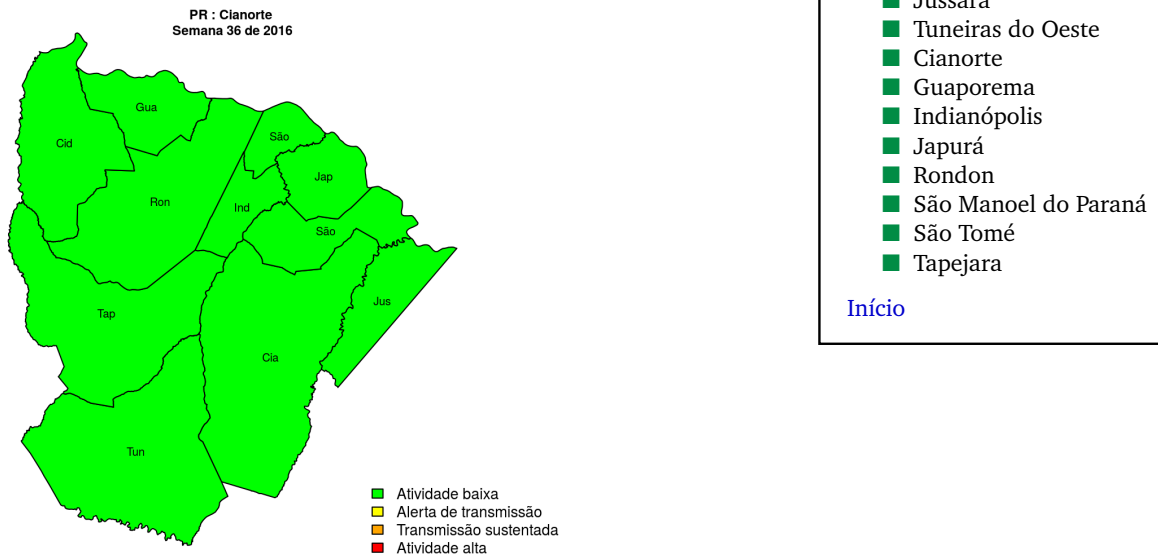 PR : Cianorte
Semana 36 de 2016
Cid
Gua
São
Jap
Ron
Ind
São
Tap
Jus
Cia
Tun
Atividade baixa
Alerta de transmissão
Transmissão sustentada
Atividade alta
Jussara
Tuneiras do Oeste
Cianorte
Guaporema
Indianópolis
Japurá
Rondon
São Manoel do Paraná
São Tomé
Tapejara
Início